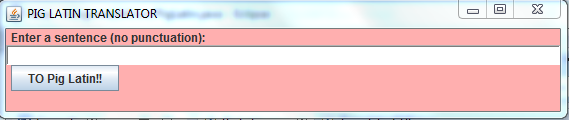 PIG LATIN TRANSLATOR
Enter a sentence (no punctuation):
TO Pig Latin!!